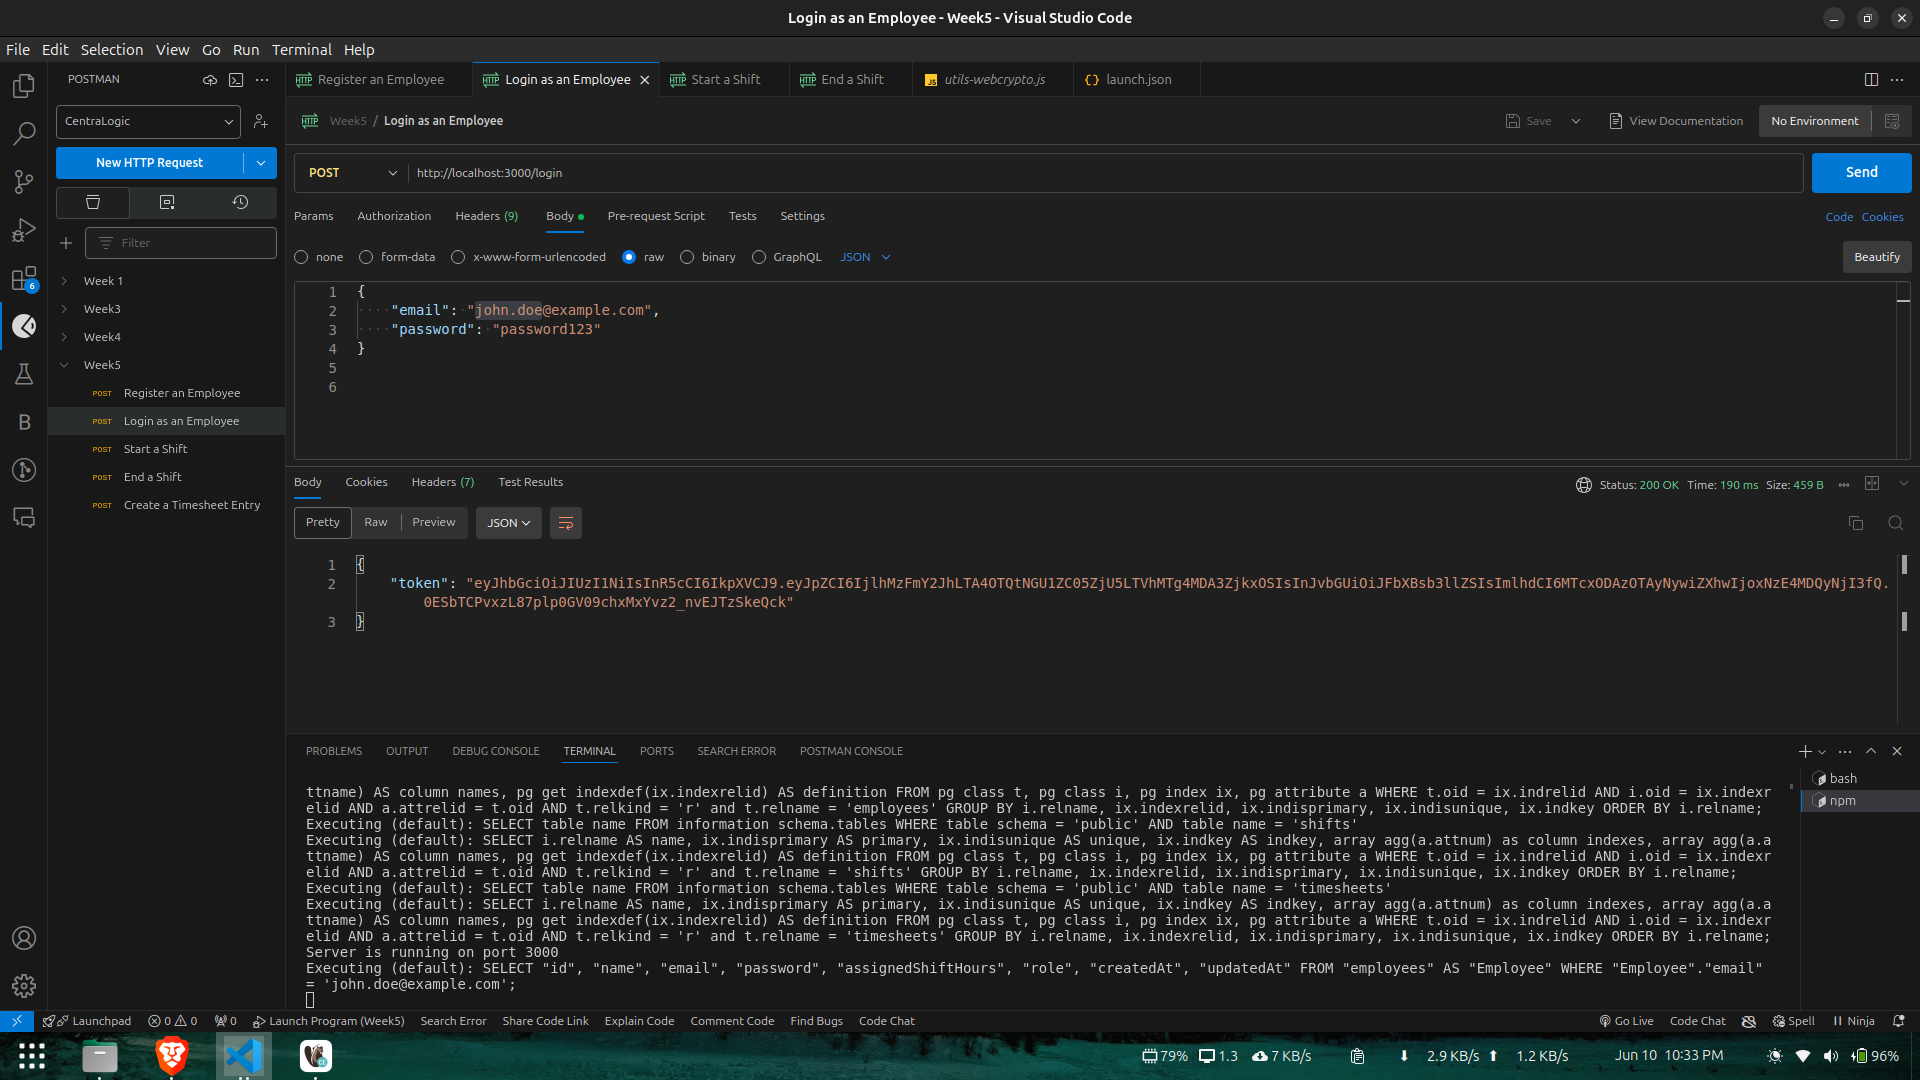 Login as an Employee - Week5 - Visual Studio Code
File Edit Selection View Go Run Terminal Help
POSTMAN
Register an Employee
Login as an Employee
Start a Shift
End a Shift
utils-webcrypto.js
launch.json
CentraLogic
Week5 / Login as an Employee
Save
View Documentation
No Environment
New HTTP Request
POST
http://localhost:3000/login
Send
Params Authorization Headers (9) Body Pre-request Script Tests Settings
Code Cookies
Filter
none form-data x-www-form-urlencoded raw binary GraphQL JSON
Beautify
Week 1
Week3
Week4
Week5
POST Register an Employee
POST Login as an Employee
POST Start a Shift
POST End a Shift
POST Create a Timesheet Entry
1 {
2 "email": "john.doe@example.com",
3 "password": "password123"
4 }
5
6
Body Cookies Headers (7) Test Results
Status: 200 OK Time: 190 ms Size: 459 B
Pretty Raw Preview JSON
1 {
2 "token": "eyJhbGciOiJIUzI1NiIsInR5cCI6IkpXVCJ9.eyJpZCI6IjlhMzFmY2JhLTA4OTQtNGU1ZC05ZjU5LTVhMTg4MDA3ZjkxOSIsInJvbGUiOiJFbXBsb3llZSIsImlhdCI6MTcxODAzOTAyNywiZXhwIjoxNzE4MDQyNjI3fQ.
0ESbTCPvxzL87plp0GV09chxMxYvz2_nvEJTzSkeQck"
3 }
PROBLEMS OUTPUT DEBUG CONSOLE TERMINAL PORTS SEARCH ERROR POSTMAN CONSOLE
bash
npm
ttname) AS column names, pg get indexdef(ix.indexrelid) AS definition FROM pg class t, pg class i, pg index ix, pg attribute a WHERE t.oid = ix.indrelid AND i.oid = ix.indexr
elid AND a.attrelid = t.oid AND t.relkind = 'r' and t.relname = 'employees' GROUP BY i.relname, ix.indexrelid, ix.indisprimary, ix.indisunique, ix.indkey ORDER BY i.relname;
Executing (default): SELECT table name FROM information schema.tables WHERE table schema = 'public' AND table name = 'shifts'
Executing (default): SELECT i.relname AS name, ix.indisprimary AS primary, ix.indisunique AS unique, ix.indkey AS indkey, array agg(a.attnum) as column indexes, array agg(a.a
ttname) AS column names, pg get indexdef(ix.indexrelid) AS definition FROM pg class t, pg class i, pg index ix, pg attribute a WHERE t.oid = ix.indrelid AND i.oid = ix.indexr
elid AND a.attrelid = t.oid AND t.relkind = 'r' and t.relname = 'shifts' GROUP BY i.relname, ix.indexrelid, ix.indisprimary, ix.indisunique, ix.indkey ORDER BY i.relname;
Executing (default): SELECT table name FROM information schema.tables WHERE table schema = 'public' AND table name = 'timesheets'
Executing (default): SELECT i.relname AS name, ix.indisprimary AS primary, ix.indisunique AS unique, ix.indkey AS indkey, array agg(a.attnum) as column indexes, array agg(a.a
ttname) AS column names, pg get indexdef(ix.indexrelid) AS definition FROM pg class t, pg class i, pg index ix, pg attribute a WHERE t.oid = ix.indrelid AND i.oid = ix.indexr
elid AND a.attrelid = t.oid AND t.relkind = 'r' and t.relname = 'timesheets' GROUP BY i.relname, ix.indexrelid, ix.indisprimary, ix.indisunique, ix.indkey ORDER BY i.relname;
Server is running on port 3000
Executing (default): SELECT "id", "name", "email", "password", "assignedShiftHours", "role", "createdAt", "updatedAt" FROM "employees" AS "Employee" WHERE "Employee"."email"
= 'john.doe@example.com';
Launchpad 0 0 0 Launch Program (Week5) Search Error Share Code Link Explain Code Comment Code Find Bugs Code Chat
Go Live Code Chat Spell Ninja
79% 1.3 7 KB/s 2.9 KB/s 1.2 KB/s Jun 10 10:33 PM 96%